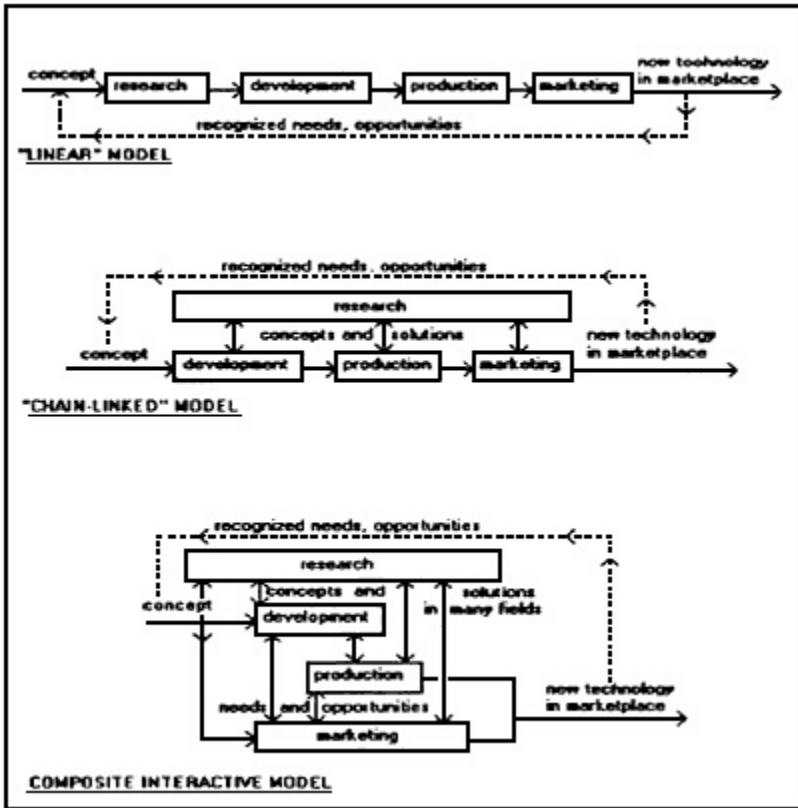 concept
research
development
production
marketing
new technology
in marketplace
recognized needs, opportunities
"LINEAR" MODEL
recognized needs, opportunities
research
concepts and solutions
concept
development
production
marketing
new technology
in marketplace
"CHAIN-LINKED" MODEL
recognized needs, opportunities
research
concepts and
solutions
in many fields
concept
development
production
needs and opportunities
marketing
new technology
in marketplace
COMPOSITE INTERACTIVE MODEL